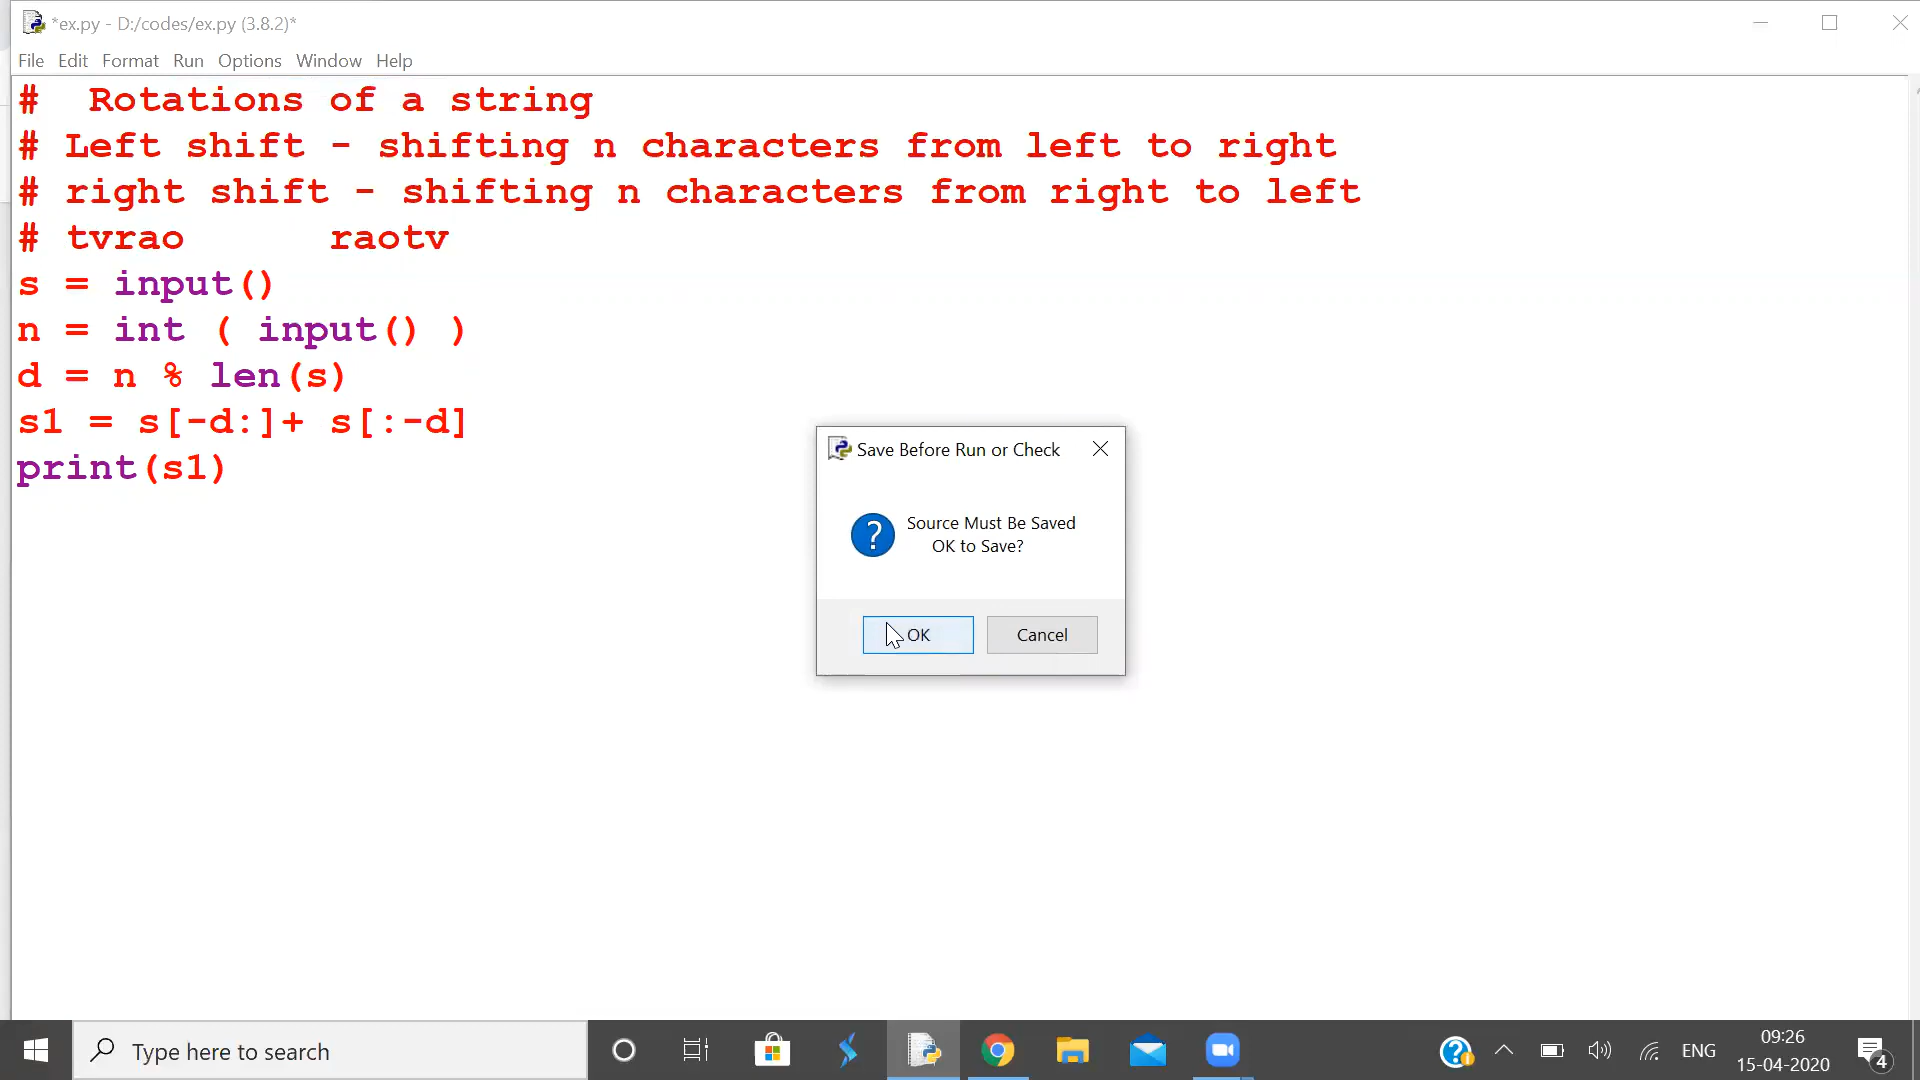 *ex.py - D:/codes/ex.py (3.8.2)*
File Edit Format Run Options Window Help
#  Rotations of a string
# Left shift - shifting n characters from left to right
# right shift - shifting n characters from right to left
# tvrao      raotv
s = input()
n = int ( input() )
d = n % len(s)
s1 = s[-d:]+ s[:-d]
print(s1)
Save Before Run or Check
Source Must Be Saved
OK to Save?
OK Cancel
Type here to search
ENG
09:26
15-04-2020
4